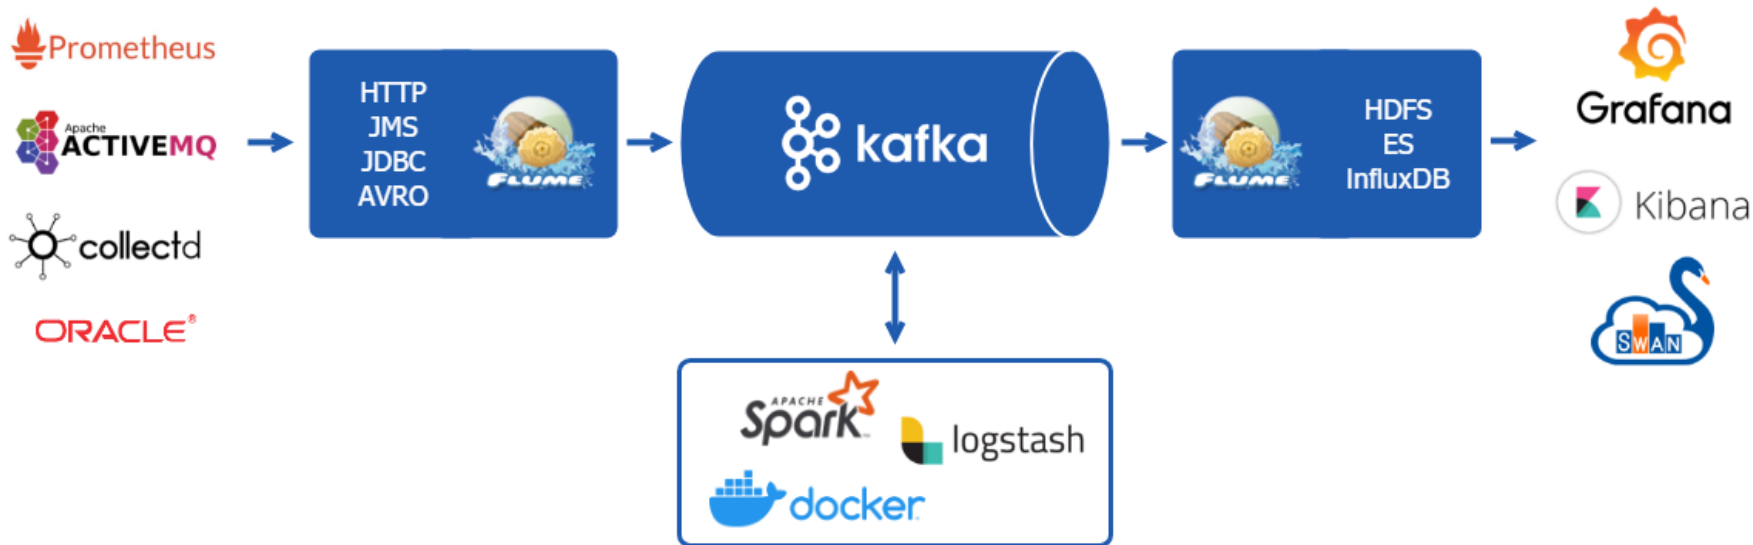 Prometheus
Apache
ACTIVEMQ
collectd
ORACLE®
HTTP
JMS
JDBC
AVRO
FLUME
kafka
FLUME
HDFS
ES
InfluxDB
Grafana
Kibana
SWAN
APACHE
Spark™
logstash
docker